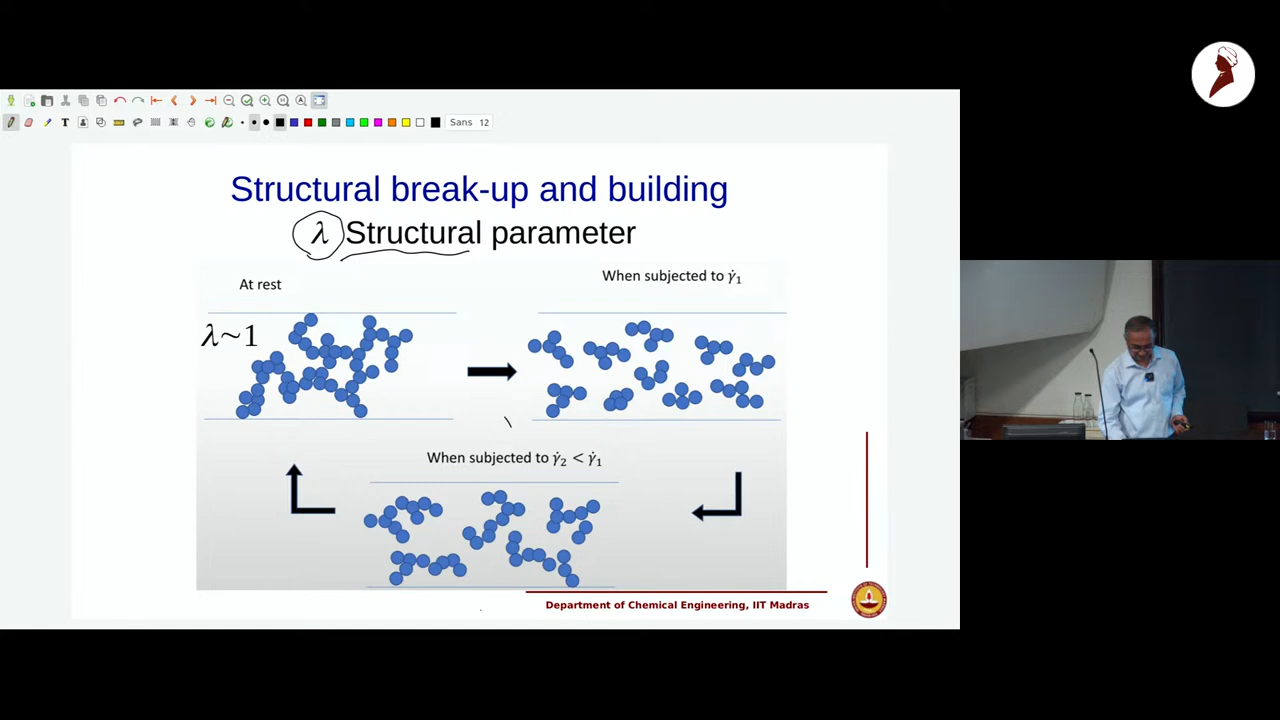 Sans 12
Structural break-up and building
λ Structural parameter
At rest
When subjected to γ̇₁
λ~1
When subjected to γ̇₂ < γ̇₁
Department of Chemical Engineering, IIT Madras